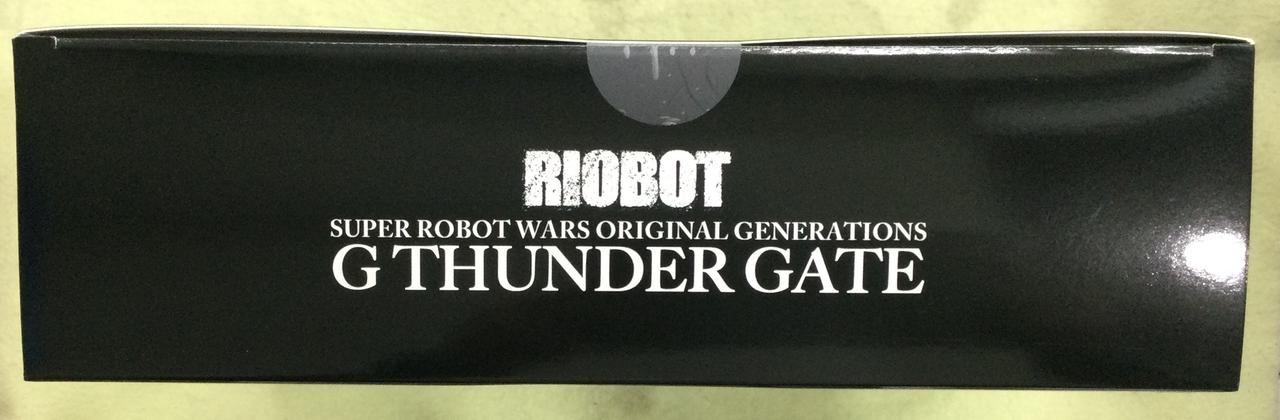 RIOBOT
SUPER ROBOT WARS ORIGINAL GENERATIONS
G THUNDER GATE